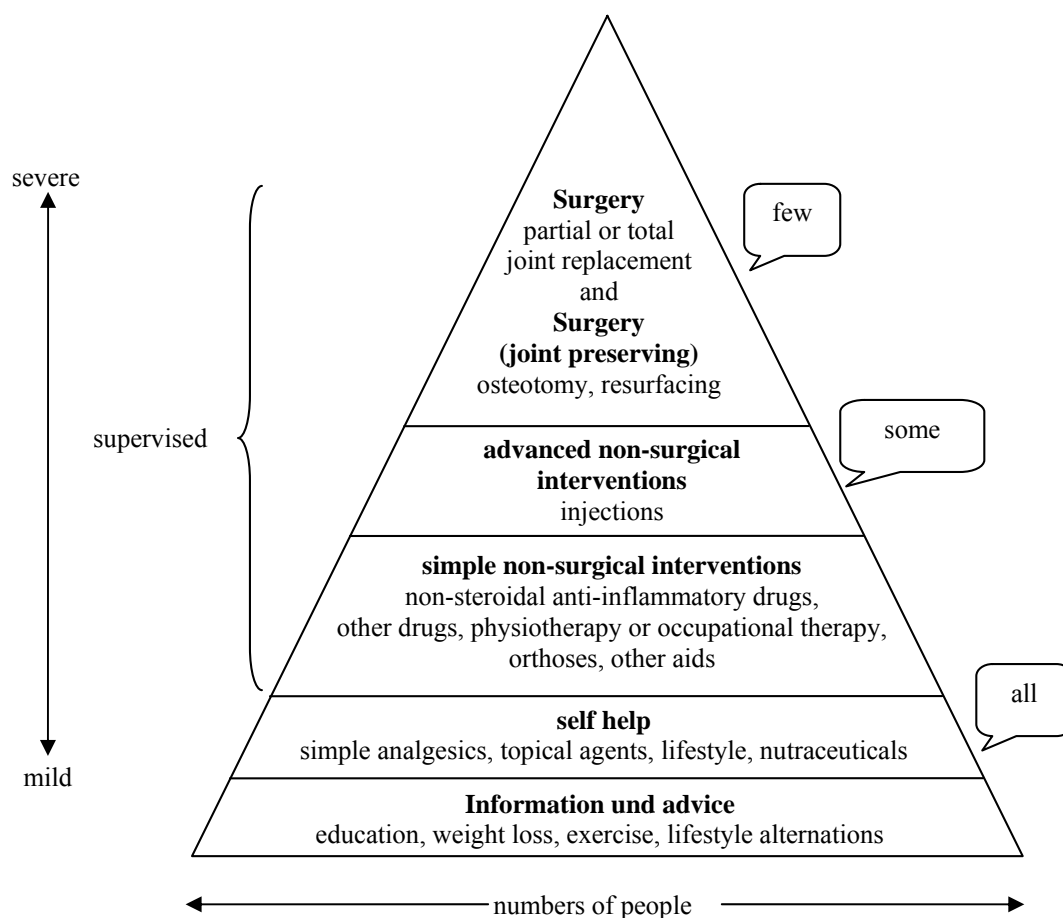 severe
few
Surgery
partial or total
joint replacement
and
Surgery
(joint preserving)
osteotomy, resurfacing
supervised
some
advanced non-surgical
interventions
injections
simple non-surgical interventions
non-steroidal anti-inflammatory drugs,
other drugs, physiotherapy or occupational therapy,
orthoses, other aids
all
self help
simple analgesics, topical agents, lifestyle, nutraceuticals
mild
Information und advice
education, weight loss, exercise, lifestyle alternations
numbers of people